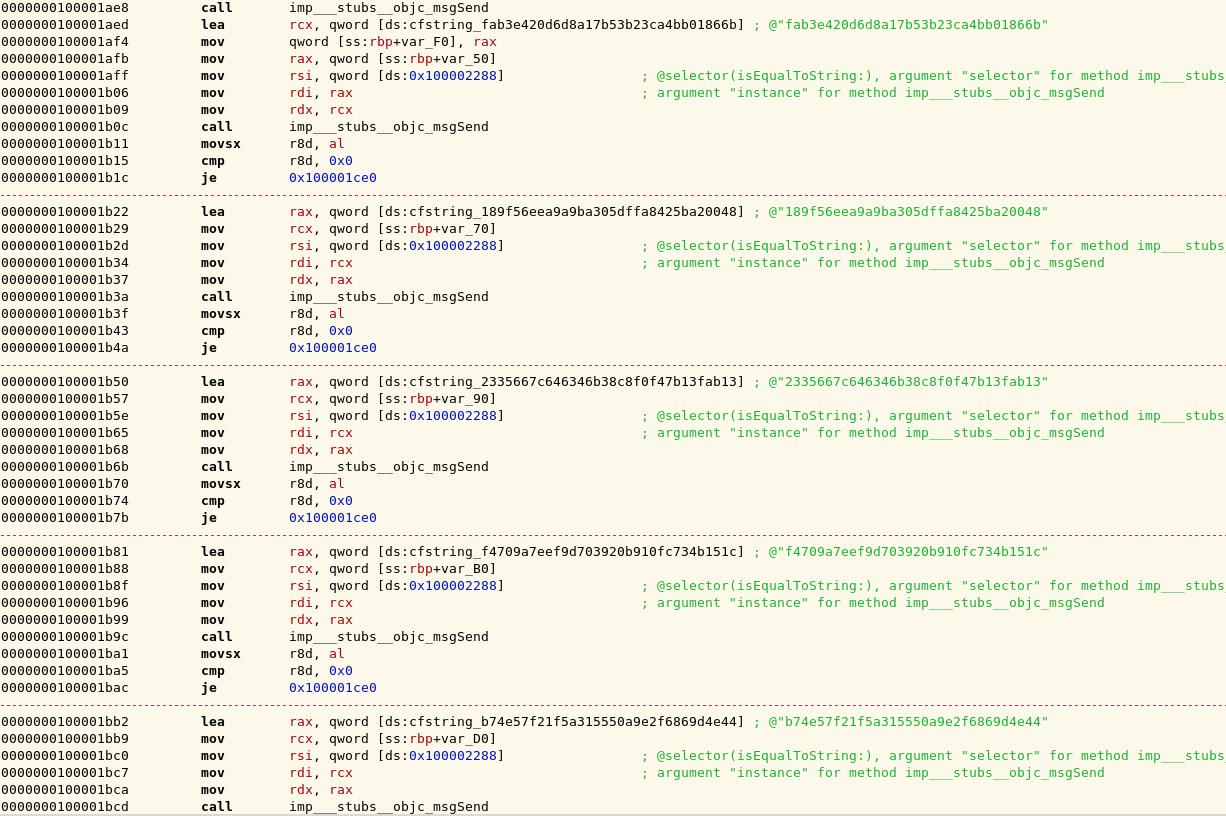 0000000100001ae8 call imp___stubs__objc_msgSend
0000000100001aed lea rcx, qword [ds:cfstring_fab3e420d6d8a17b53b23ca4bb01866b] ; @"fab3e420d6d8a17b53b23ca4bb01866b"
0000000100001af4 mov qword [ss:rbp+var_F0], rax
0000000100001afb mov rax, qword [ss:rbp+var_50]
0000000100001aff mov rsi, qword [ds:0x100002288] ; @selector(isEqualToString:), argument "selector" for method imp___stubs_
0000000100001b06 mov rdi, rax ; argument "instance" for method imp___stubs__objc_msgSend
0000000100001b09 mov rdx, rcx
0000000100001b0c call imp___stubs__objc_msgSend
0000000100001b11 movsx r8d, al
0000000100001b15 cmp r8d, 0x0
0000000100001b1c je 0x100001ce0
0000000100001b22 lea rax, qword [ds:cfstring_189f56eea9a9ba305dffa8425ba20048] ; @"189f56eea9a9ba305dffa8425ba20048"
0000000100001b29 mov rcx, qword [ss:rbp+var_70]
0000000100001b2d mov rsi, qword [ds:0x100002288] ; @selector(isEqualToString:), argument "selector" for method imp___stubs_
0000000100001b34 mov rdi, rcx ; argument "instance" for method imp___stubs__objc_msgSend
0000000100001b37 mov rdx, rax
0000000100001b3a call imp___stubs__objc_msgSend
0000000100001b3f movsx r8d, al
0000000100001b43 cmp r8d, 0x0
0000000100001b4a je 0x100001ce0
0000000100001b50 lea rax, qword [ds:cfstring_2335667c646346b38c8f0f47b13fab13] ; @"2335667c646346b38c8f0f47b13fab13"
0000000100001b57 mov rcx, qword [ss:rbp+var_90]
0000000100001b5e mov rsi, qword [ds:0x100002288] ; @selector(isEqualToString:), argument "selector" for method imp___stubs_
0000000100001b65 mov rdi, rcx ; argument "instance" for method imp___stubs__objc_msgSend
0000000100001b68 mov rdx, rax
0000000100001b6b call imp___stubs__objc_msgSend
0000000100001b70 movsx r8d, al
0000000100001b74 cmp r8d, 0x0
0000000100001b7b je 0x100001ce0
0000000100001b81 lea rax, qword [ds:cfstring_f4709a7eef9d703920b910fc734b151c] ; @"f4709a7eef9d703920b910fc734b151c"
0000000100001b88 mov rcx, qword [ss:rbp+var_B0]
0000000100001b8f mov rsi, qword [ds:0x100002288] ; @selector(isEqualToString:), argument "selector" for method imp___stubs_
0000000100001b96 mov rdi, rcx ; argument "instance" for method imp___stubs__objc_msgSend
0000000100001b99 mov rdx, rax
0000000100001b9c call imp___stubs__objc_msgSend
0000000100001ba1 movsx r8d, al
0000000100001ba5 cmp r8d, 0x0
0000000100001bac je 0x100001ce0
0000000100001bb2 lea rax, qword [ds:cfstring_b74e57f21f5a315550a9e2f6869d4e44] ; @"b74e57f21f5a315550a9e2f6869d4e44"
0000000100001bb9 mov rcx, qword [ss:rbp+var_D0]
0000000100001bc0 mov rsi, qword [ds:0x100002288] ; @selector(isEqualToString:), argument "selector" for method imp___stubs_
0000000100001bc7 mov rdi, rcx ; argument "instance" for method imp___stubs__objc_msgSend
0000000100001bca mov rdx, rax
0000000100001bcd call imp___stubs__objc_msgSend